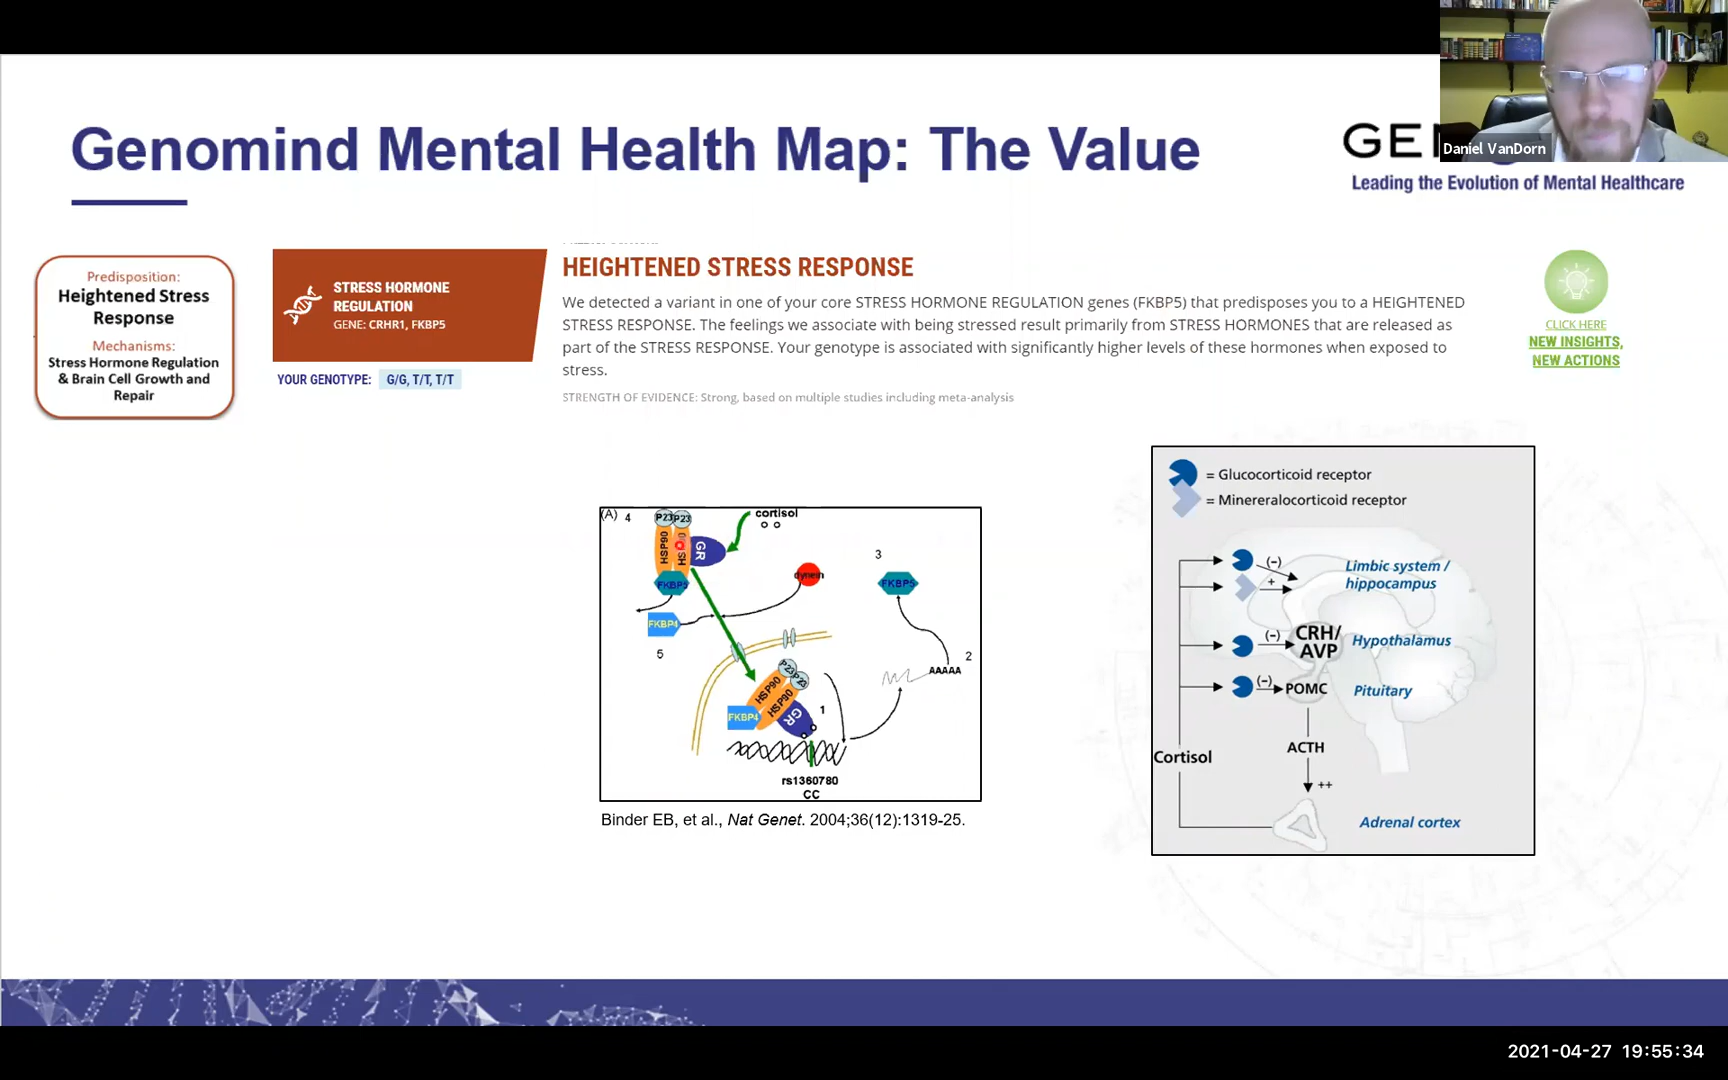 Genomind Mental Health Map: The Value
GE
Daniel VanDorn
Leading the Evolution of Mental Healthcare
Predisposition:
Heightened Stress
Response
Mechanisms:
Stress Hormone Regulation
& Brain Cell Growth and
Repair
STRESS HORMONE
REGULATION
GENE: CRHR1, FKBP5
YOUR GENOTYPE: G/G, T/T, T/T
HEIGHTENED STRESS RESPONSE
We detected a variant in one of your core STRESS HORMONE REGULATION genes (FKBP5) that predisposes you to a HEIGHTENED
STRESS RESPONSE. The feelings we associate with being stressed result primarily from STRESS HORMONES that are released as
part of the STRESS RESPONSE. Your genotype is associated with significantly higher levels of these hormones when exposed to
stress.
STRENGTH OF EVIDENCE: Strong, based on multiple studies including meta-analysis
CLICK HERE
NEW INSIGHTS,
NEW ACTIONS
(A) 4
P23 P23
cortisol
HSP90
GR
FKBP5
dynein
3
FKBP5
FKBP4
5
2
AAAAA
P23 P23
HSP90
HSP90
FKBP4
GR
1
rs1360780
CC
Binder EB, et al., Nat Genet. 2004;36(12):1319-25.
= Glucocorticoid receptor
= Minereralocorticoid receptor
(-)
+
Limbic system /
hippocampus
(-)
CRH/
AVP
Hypothalamus
(-)
POMC
Pituitary
ACTH
Cortisol
++
Adrenal cortex
2021-04-27 19:55:34